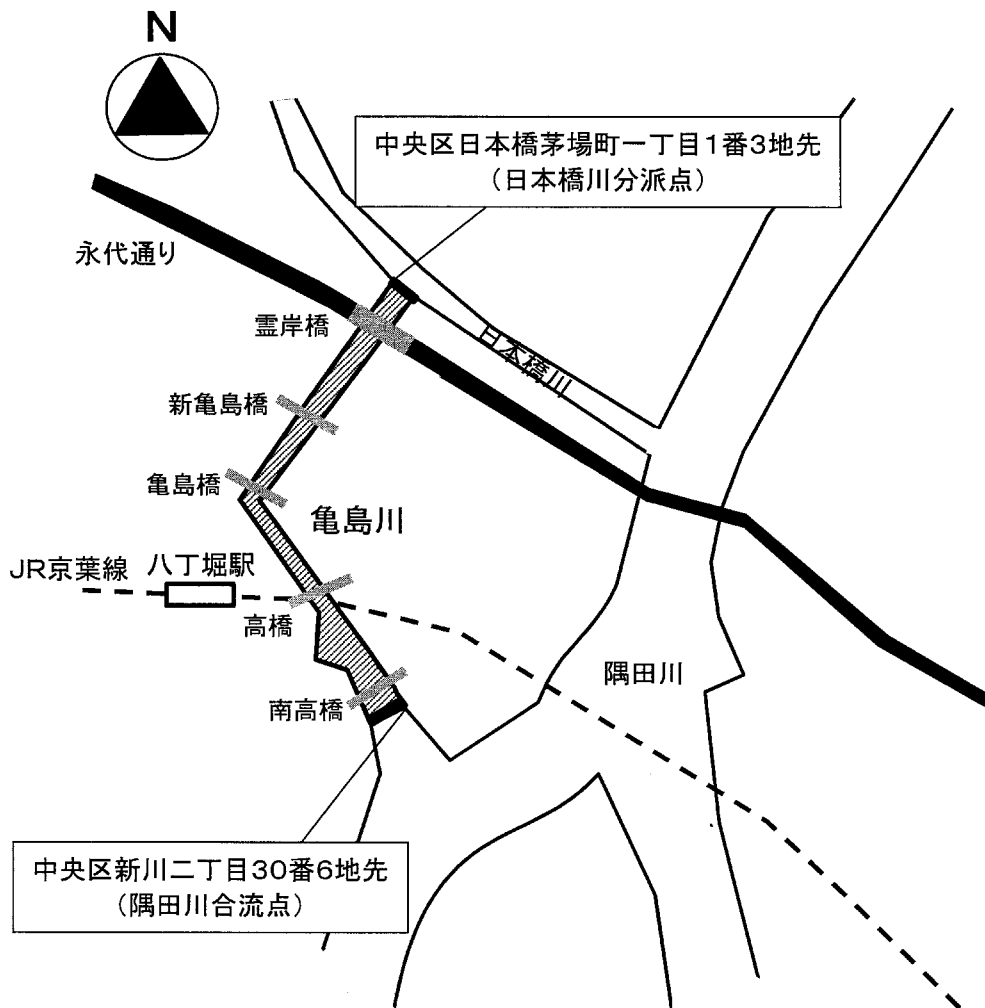 N
中央区日本橋茅場町一丁目1番3地先
（日本橋川分派点）
永代通り
霊岸橋
日本橋川
新亀島橋
亀島橋
亀島川
JR京葉線
八丁堀駅
高橋
隅田川
南高橋
中央区新川二丁目30番6地先
（隅田川合流点）